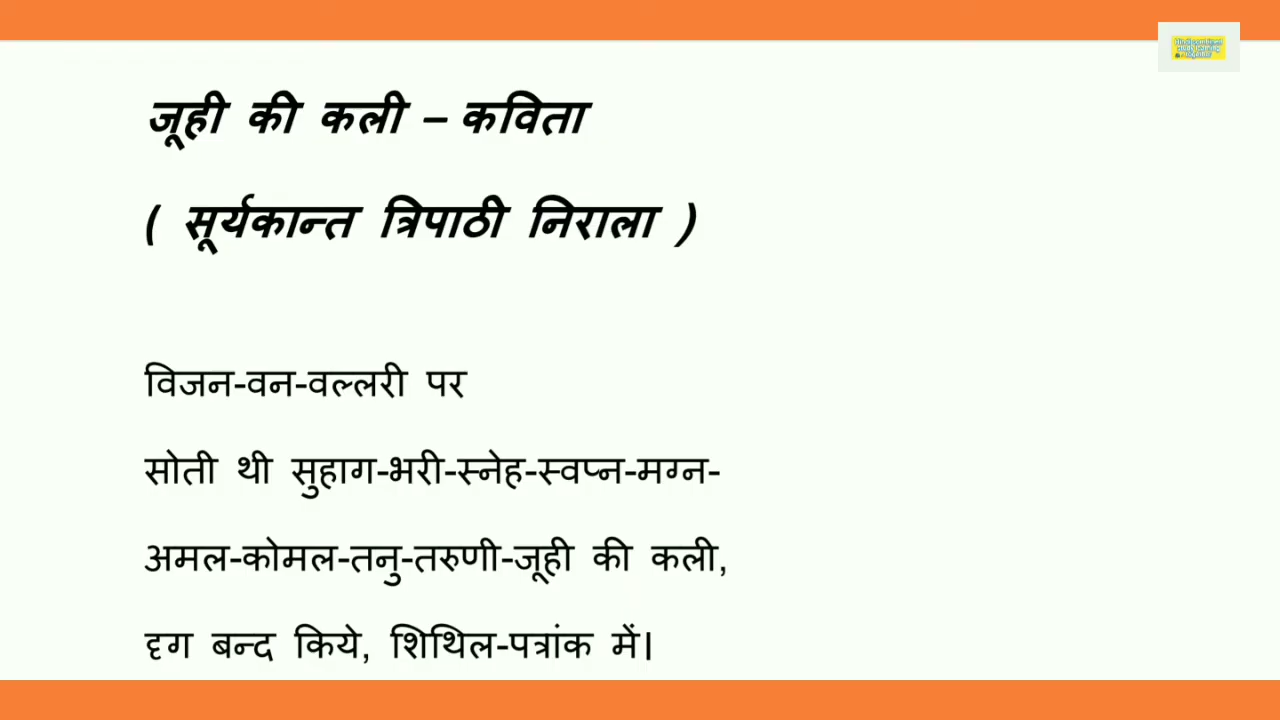 जूही की कली – कविता
( सूर्यकान्त त्रिपाठी निराला )
विजन-वन-वल्लरी पर
सोती थी सुहाग-भरी-स्नेह-स्वप्न-मग्न-
अमल-कोमल-तनु-तरुणी-जूही की कली,
दृग बन्द किये, शिथिल-पत्रांक में।